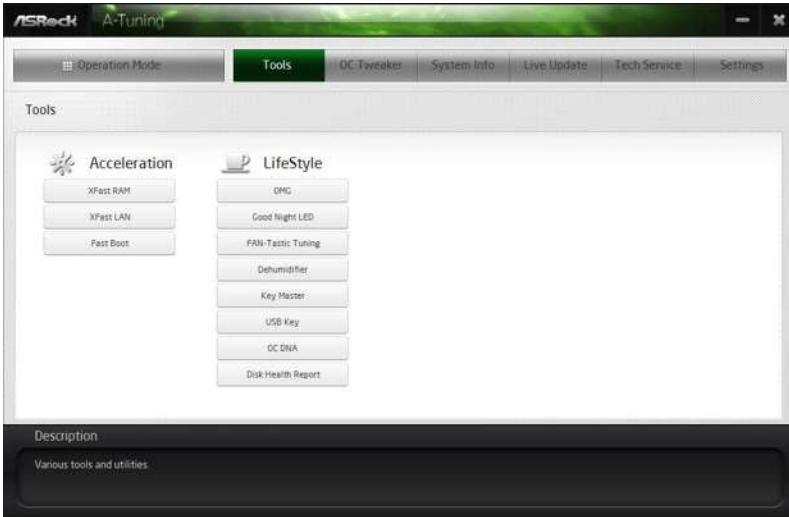 ASRock A-Tuning
Operation Mode Tools OC Tweaker System Info Live Update Tech Service Settings
Tools
Acceleration
XFast RAM
XFast LAN
Fast Boot
LifeStyle
OMG
Good Night LED
FAN-Tastic Tuning
Dehumidifier
Key Master
USB Key
OC DNA
Disk Health Report
Description
Various tools and utilities.